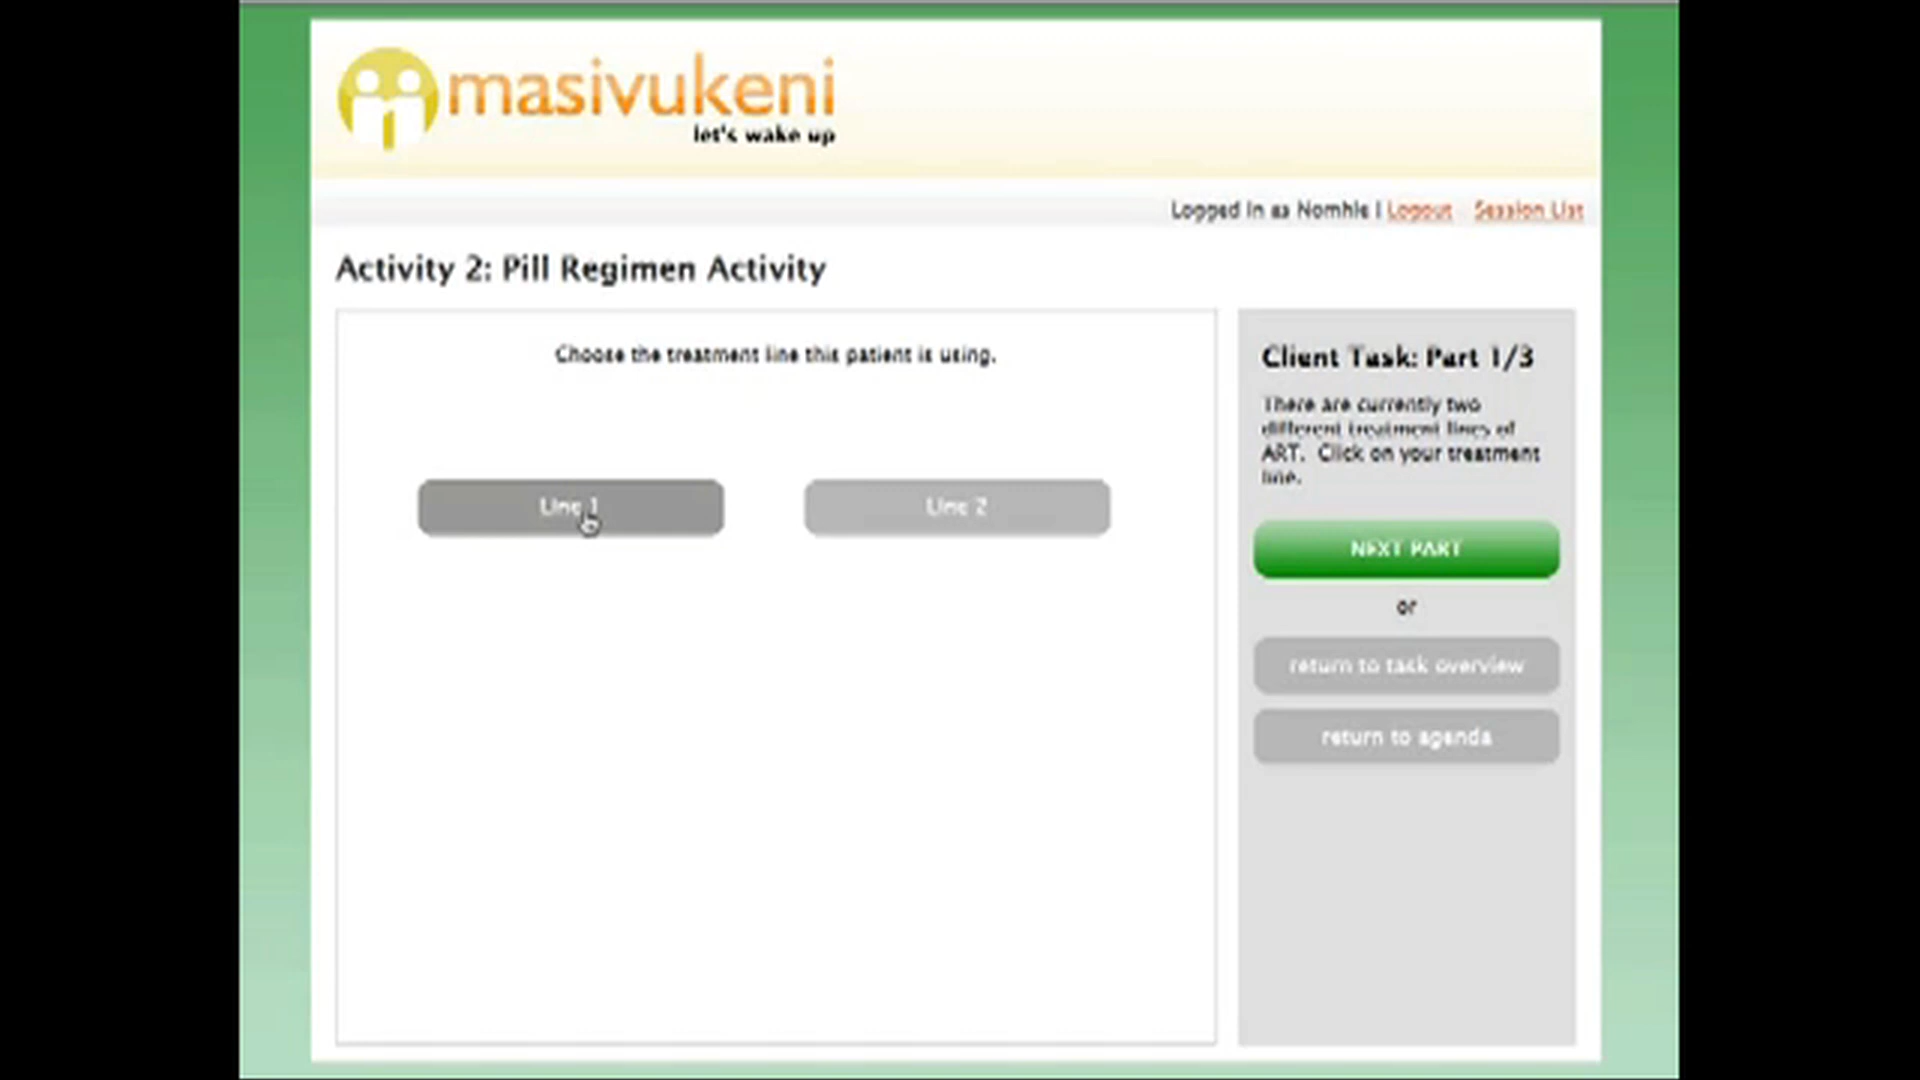 masivukeni
let's wake up
Logged in as Nomhle | Logout Session List
Activity 2: Pill Regimen Activity
Choose the treatment line this patient is using.
Line 1
Line 2
Client Task: Part 1/3
There are currently two
different treatment lines of
ART. Click on your treatment
line.
NEXT PART
or
return to task overview
return to agenda